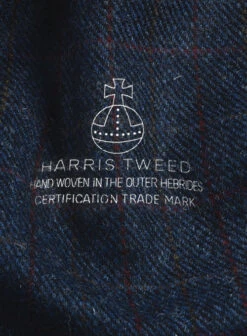 HARRIS TWEED
HAND WOVEN IN THE OUTER HEBRIDES
CERTIFICATION TRADE MARK